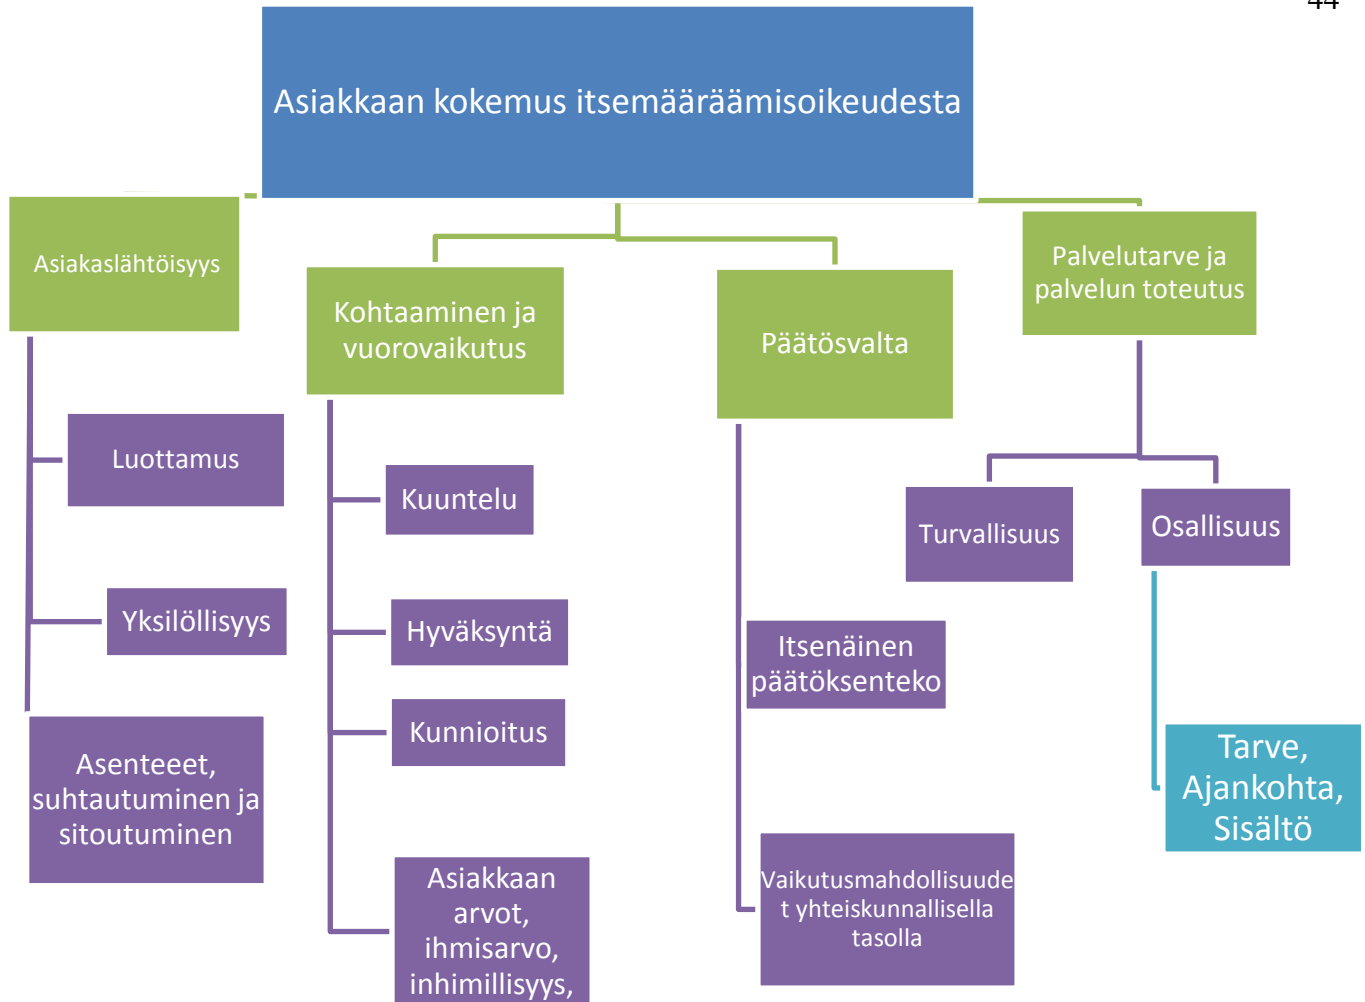 44
Asiakkaan kokemus itsemääräämisoikeudesta
Asiakaslähtöisyys
Luottamus
Yksilöllisyys
Asenteeet,
suhtautuminen ja
sitoutuminen
Kohtaaminen ja
vuorovaikutus
Kuuntelu
Hyväksyntä
Kunnioitus
Asiakkaan
arvot,
ihmisarvo,
inhimillisyys,
Päätösvalta
Itsenäinen
päätöksenteko
Vaikutusmahdollisuude
t yhteiskunnallisella
tasolla
Palvelutarve ja
palvelun toteutus
Turvallisuus
Osallisuus
Tarve,
Ajankohta,
Sisältö